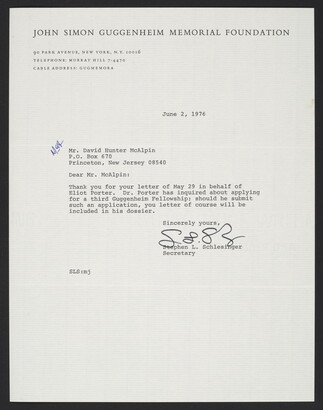 JOHN SIMON GUGGENHEIM MEMORIAL FOUNDATION
90 PARK AVENUE, NEW YORK, N.Y. 10016
TELEPHONE: MURRAY HILL 7-4470
CABLE ADDRESS: GUGMEMORA
June 2, 1976
Mr. David Hunter McAlpin
P.O. Box 670
Princeton, New Jersey 08540
Dear Mr. McAlpin:
Thank you for your letter of May 29 in behalf of
Eliot Porter. Dr. Porter has inquired about applying
for a third Guggenheim Fellowship; should he submit
such an application, you letter of course will be
included in his dossier.
Sincerely yours,
Stephen L. Schlesinger
Secretary
SLS:mj